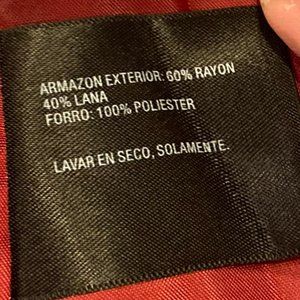 ARMAZON EXTERIOR: 60% RAYON
40% LANA
FORRO: 100% POLIESTER
LAVAR EN SECO, SOLAMENTE.